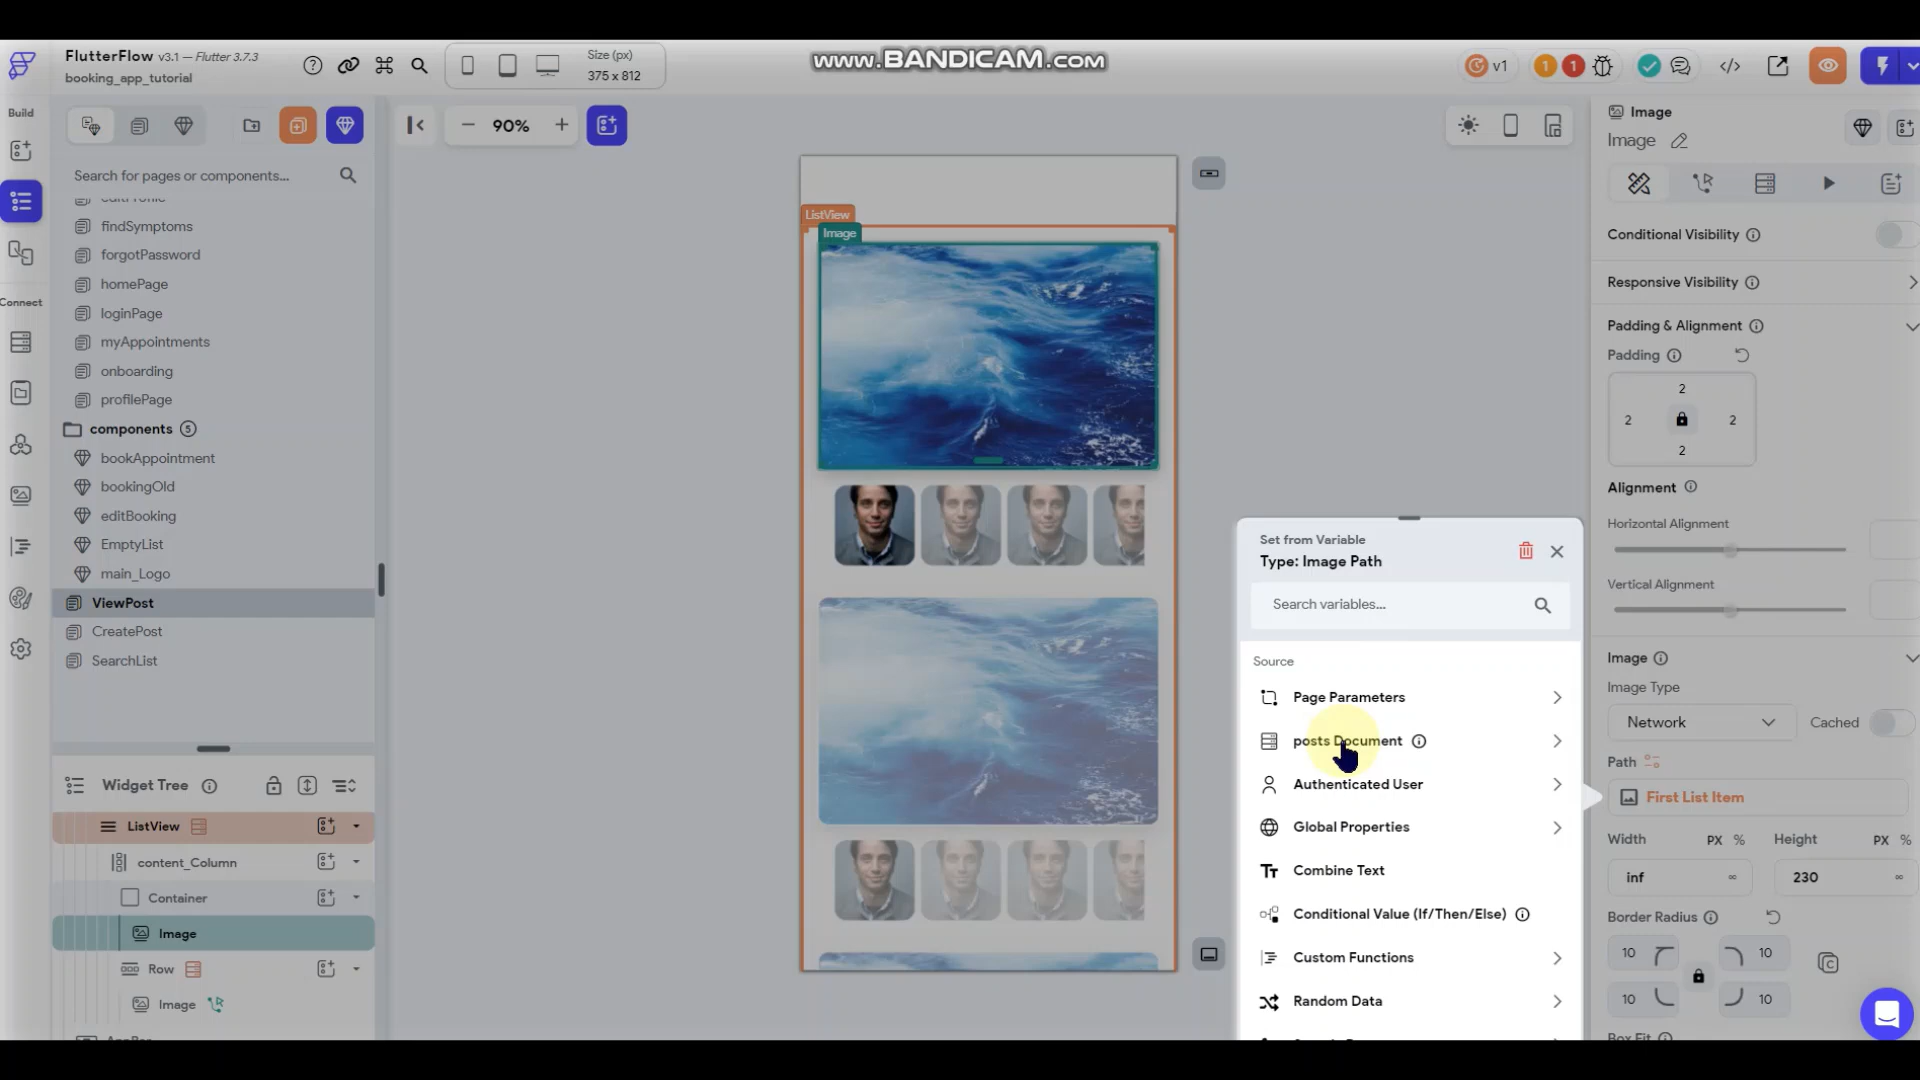 FlutterFlow v3.1 – Flutter 3.7.3
booking_app_tutorial
Size (px)
375 x 812
www.BANDICAM.com
v1
1
1
Build
90%
Image
Image
Search for pages or components...
editProfile
findSymptoms
forgotPassword
homePage
loginPage
myAppointments
onboarding
profilePage
components 5
bookAppointment
bookingOld
editBooking
EmptyList
main_Logo
ViewPost
CreatePost
SearchList
Connect
Widget Tree
ListView
content_Column
Container
Image
Row
Image
AppBar
ListView
Image
Set from Variable
Type: Image Path
Search variables...
Source
Page Parameters
posts Document
Authenticated User
Global Properties
Combine Text
Conditional Value (If/Then/Else)
Custom Functions
Random Data
Conditional Visibility
Responsive Visibility
Padding & Alignment
Padding
2
2
2
2
Alignment
Horizontal Alignment
Vertical Alignment
Image
Image Type
Network
Cached
Path
First List Item
Width PX % Height PX %
inf ∞ 230 ∞
Border Radius
10 10
10 10
Box Fit